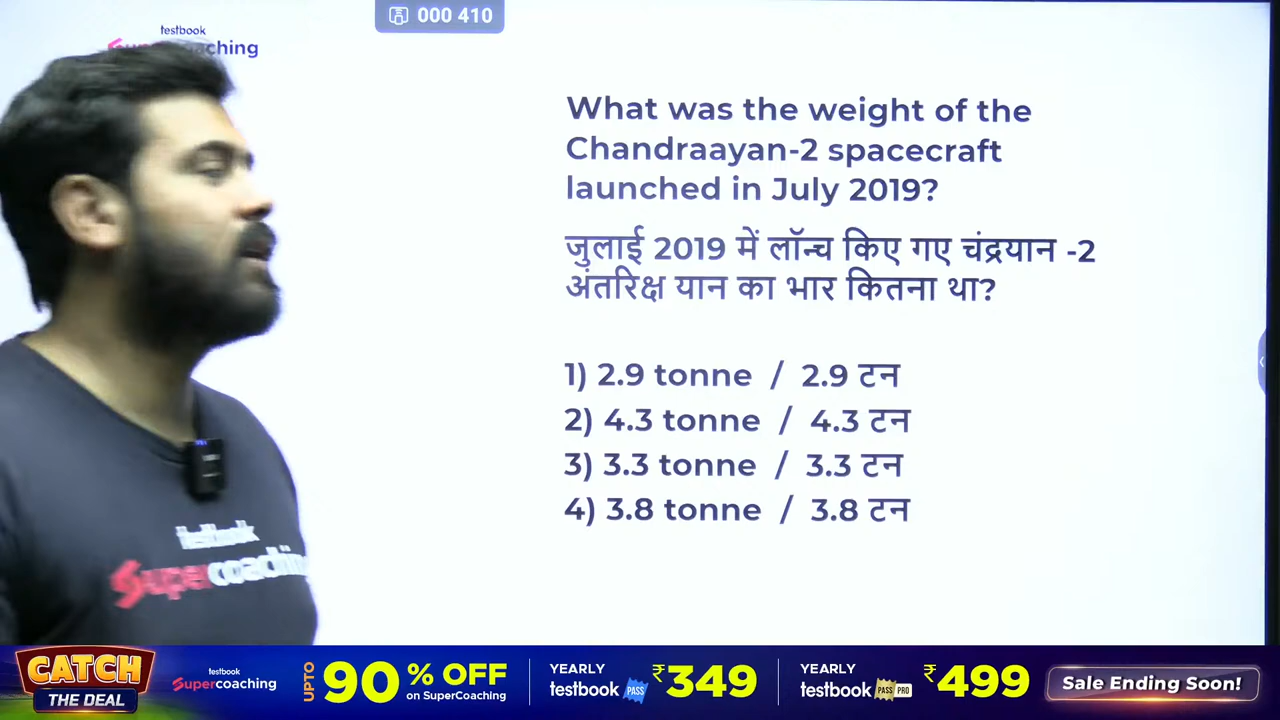 000 410
testbook
What was the weight of the
Chandraayan-2 spacecraft
launched in July 2019?
जुलाई 2019 में लॉन्च किए गए चंद्रयान -2
अंतरिक्ष यान का भार कितना था?
1) 2.9 tonne / 2.9 टन
2) 4.3 tonne / 4.3 टन
3) 3.3 tonne / 3.3 टन
4) 3.8 tonne / 3.8 टन
testbook
Supercoaching
CATCH
THE DEAL
testbook
Supercoaching
UPTO 90% OFF
on SuperCoaching
YEARLY
testbook PASS
₹349
YEARLY
testbook PASS PRO
₹499
Sale Ending Soon!